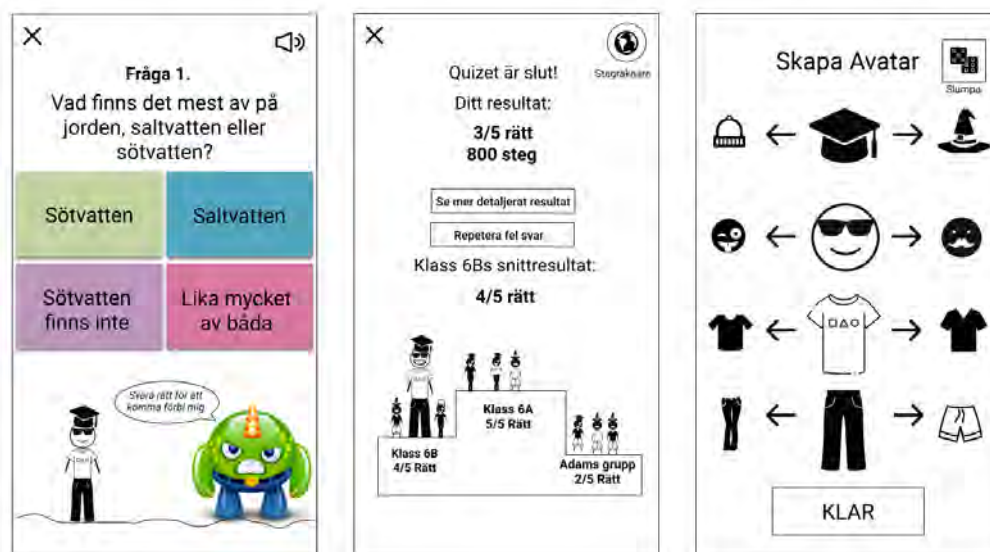 Fråga 1.
Vad finns det mest av på
jorden, saltvatten eller
sötvatten?
Sötvatten
Saltvatten
Sötvatten
finns inte
Lika mycket
av båda
Svara rätt för att
komma förbi mig
Stegräknare
Quizet är slut!
Ditt resultat:
3/5 rätt
800 steg
Se mer detaljerat resultat
Repetera fel svar
Klass 6Bs snittresultat:
4/5 rätt
Klass 6A
5/5 Rätt
Klass 6B
4/5 Rätt
Adams grupp
2/5 Rätt
Skapa Avatar
Slumpa
KLAR